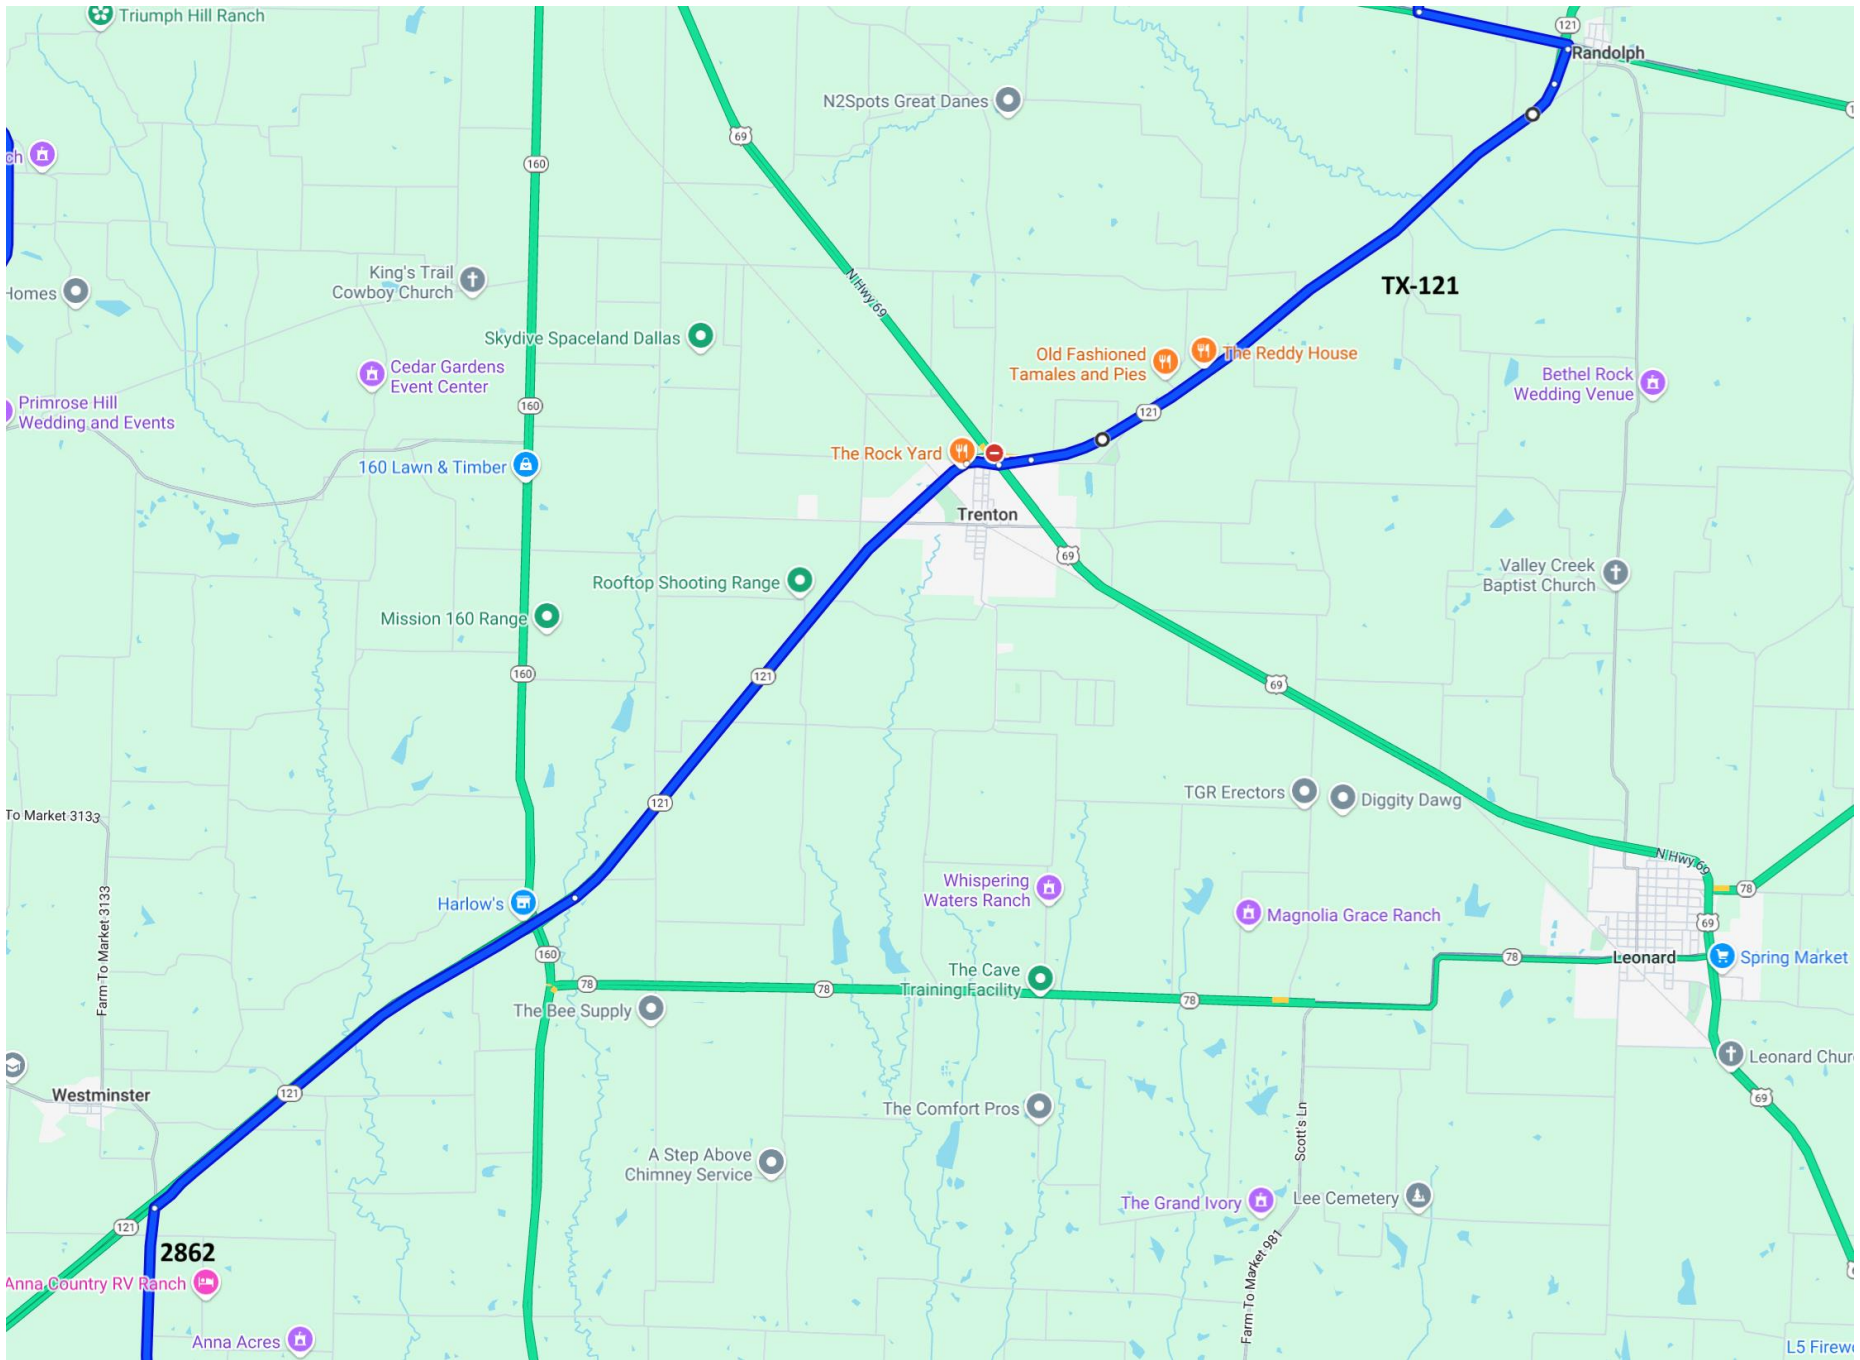 Triumph Hill Ranch
121
Randolph
N2Spots Great Danes
69
160
ch
King's Trail
Cowboy Church
Homes
N Hwy 69
TX-121
Skydive Spaceland Dallas
Old Fashioned
Tamales and Pies
The Reddy House
Cedar Gardens
Event Center
Bethel Rock
Wedding Venue
Primrose Hill
Wedding and Events
160
121
The Rock Yard
160 Lawn & Timber
Trenton
69
Valley Creek
Baptist Church
Rooftop Shooting Range
Mission 160 Range
160
121
69
TGR Erectors
Diggity Dawg
121
To Market 3133
N Hwy 69
Whispering
Waters Ranch
78
Harlow's
Magnolia Grace Ranch
69
Farm To Market 3133
160
78
Leonard
Spring Market
The Cave
Training Facility
78
78
78
The Bee Supply
Leonard Churc
Westminster
121
69
The Comfort Pros
Scott's Ln
A Step Above
Chimney Service
The Grand Ivory
Lee Cemetery
121
2862
Farm To Market 981
Anna Country RV Ranch
Anna Acres
L5 Firew